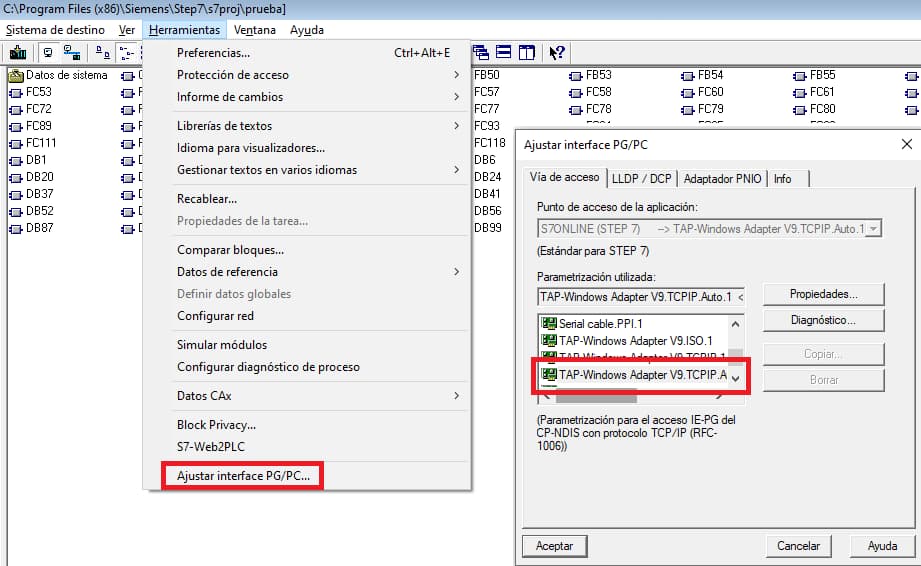 C:\Program Files (x86)\Siemens\Step7\s7proj\prueba]
Sistema de destino Ver Herramientas Ventana Ayuda
Preferencias... Ctrl+Alt+E
Protección de acceso
Informe de cambios
Librerías de textos
Idioma para visualizadores...
Gestionar textos en varios idiomas
Recablear...
Propiedades de la tarea...
Comparar bloques...
Datos de referencia
Definir datos globales
Configurar red
Simular módulos
Configurar diagnóstico de proceso
Datos CAx
Block Privacy...
S7-Web2PLC
Ajustar interface PG/PC...
Datos de sistema FB50 FB53 FB54 FB55
FC53 FC57 FC58 FC60 FC61
FC72 FC77 FC78 FC79 FC80
FC89 FC93
FC111 FC118
DB1 DB6
DB20 DB24
DB37 DB41
DB52 DB56
DB87 DB99
Ajustar interface PG/PC
Vía de acceso LLDP / DCP Adaptador PNIO Info
Punto de acceso de la aplicación:
S7ONLINE (STEP 7) --> TAP-Windows Adapter V9.TCPIP.Auto.1
(Estándar para STEP 7)
Parametrización utilizada:
TAP-Windows Adapter V9.TCPIP.Auto.1 <
Propiedades...
Serial cable.PPI.1
TAP-Windows Adapter V9.ISO.1
TAP-Windows Adapter V9.TCPIP.1
TAP-Windows Adapter V9.TCPIP.A
Diagnóstico...
Copiar...
Borrar
(Parametrización para el acceso IE-PG del
CP-NDIS con protocolo TCP/IP (RFC-
1006))
Aceptar Cancelar Ayuda